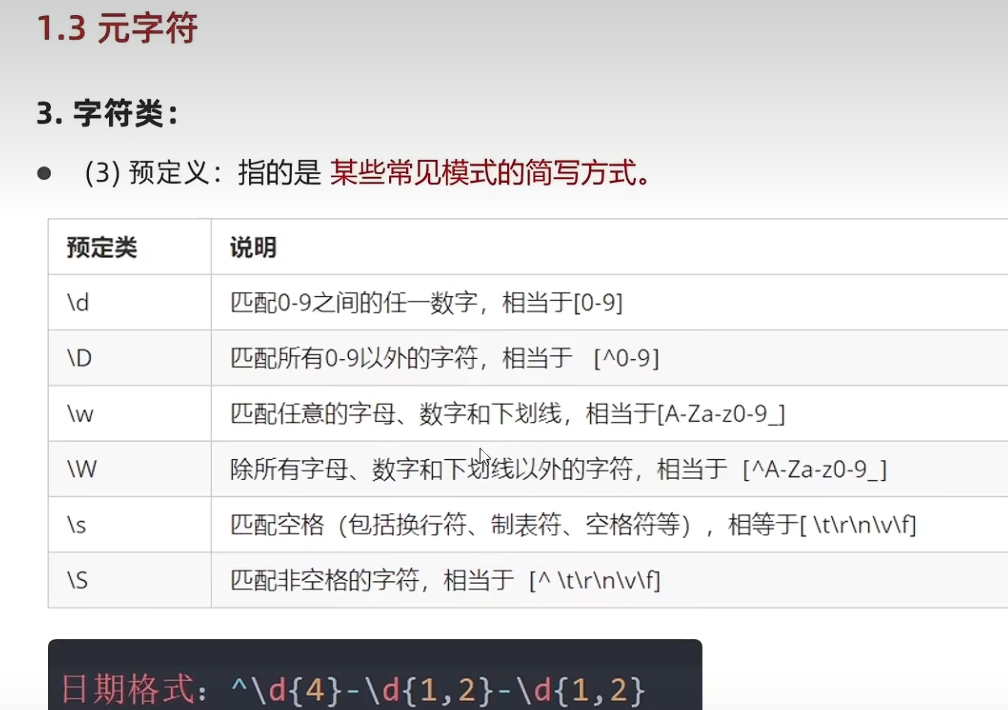 1.3 元字符
3. 字符类：
● (3) 预定义：指的是 某些常见模式的简写方式。
预定类 说明
\d 匹配0-9之间的任一数字，相当于[0-9]
\D 匹配所有0-9以外的字符，相当于 [^0-9]
\w 匹配任意的字母、数字和下划线，相当于[A-Za-z0-9_]
\W 除所有字母、数字和下划线以外的字符，相当于 [^A-Za-z0-9_]
\s 匹配空格（包括换行符、制表符、空格符等），相等于[ \t\r\n\v\f]
\S 匹配非空格的字符，相当于 [^ \t\r\n\v\f]
日期格式：^\d{4}-\d{1,2}-\d{1,2}